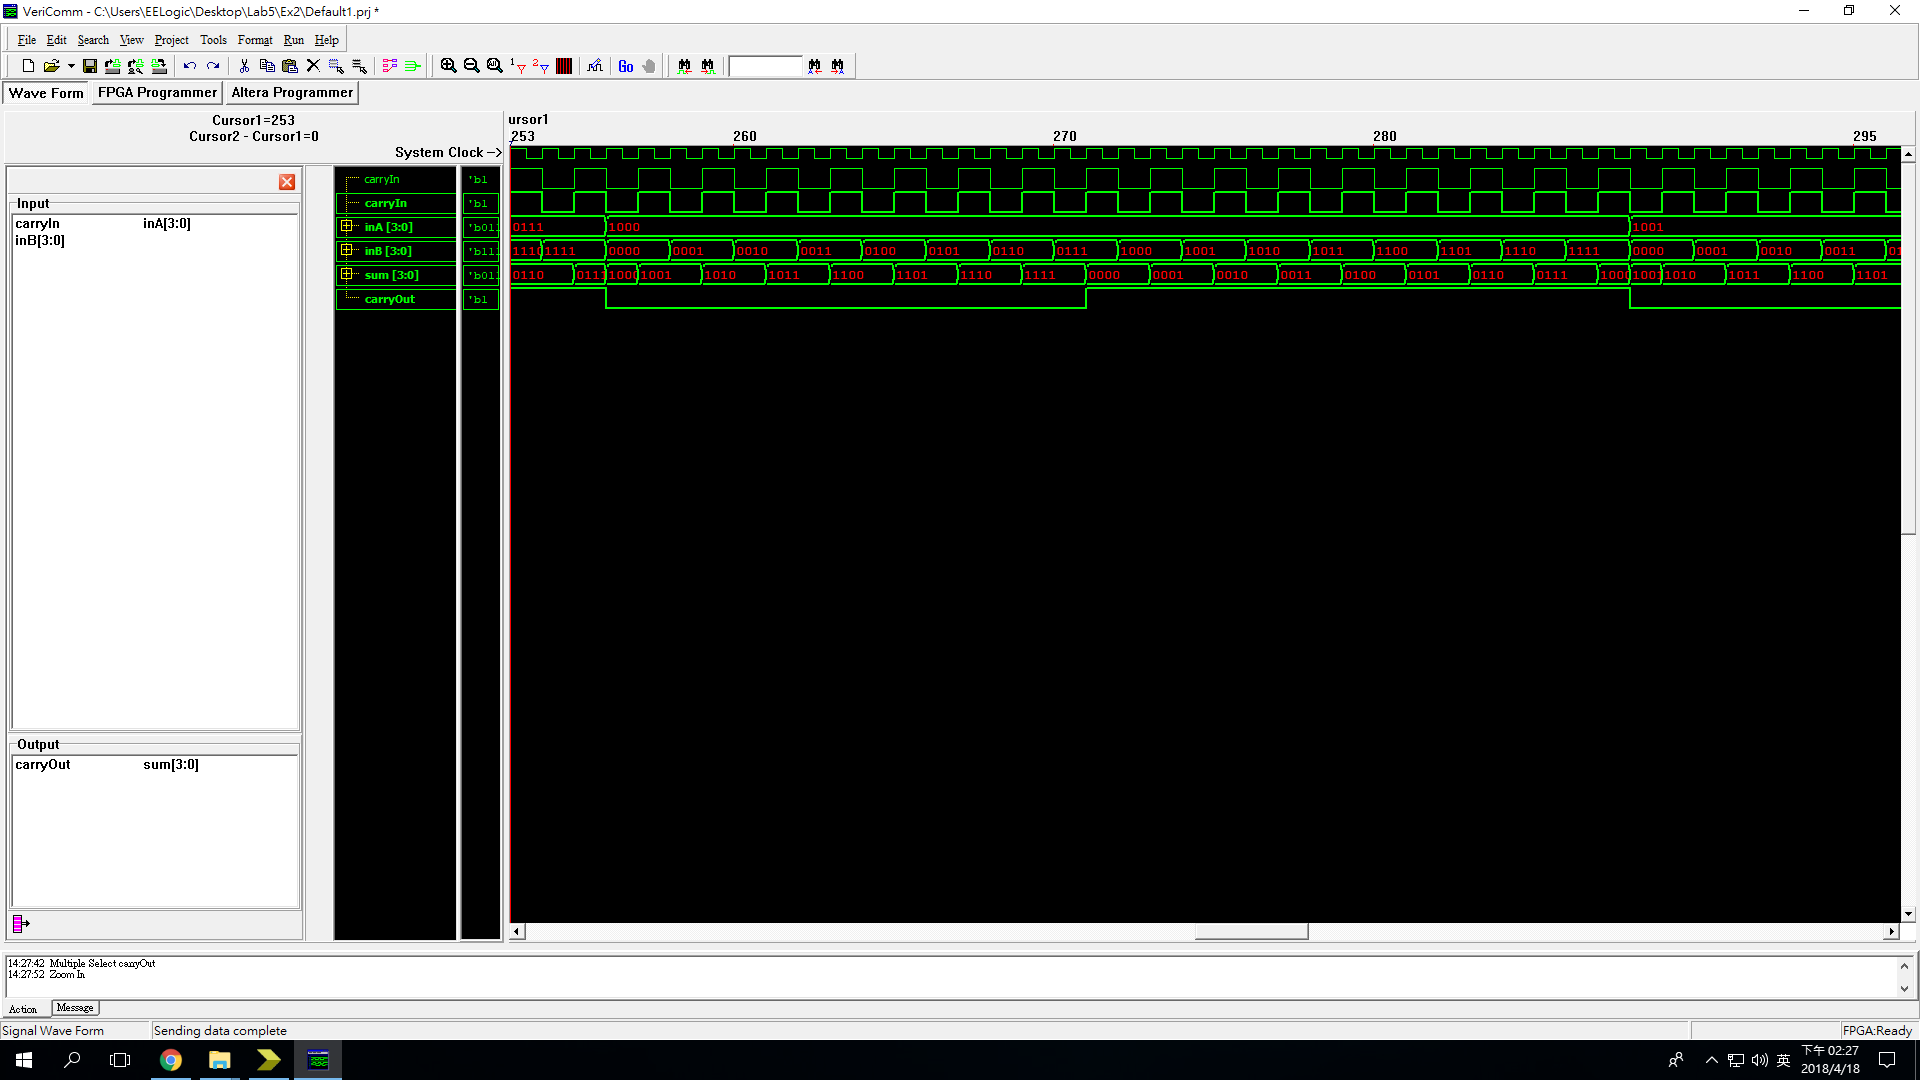 VeriComm - C:\Users\EELogic\Desktop\Lab5\Ex2\Default1.prj *
File Edit Search View Project Tools Format Run Help
1 2 Go
Wave Form FPGA Programmer Altera Programmer
Cursor1=253
Cursor2 - Cursor1=0
System Clock -->
ursor1
253 260 270 280 295
Input
carryIn inA[3:0]
inB[3:0]
Output
carryOut sum[3:0]
carryIn 'b1
carryIn 'b1
inA [3:0] 'b01 0111 1000 1001
inB [3:0] 'b11 1110 1111 0000 0001 0010 0011 0100 0101 0110 0111 1000 1001 1010 1011 1100 1101 1110 1111 0000 0001 0010 0011 01
sum [3:0] 'b01 0110 0111 1000 1001 1010 1011 1100 1101 1110 1111 0000 0001 0010 0011 0100 0101 0110 0111 1000 1001 1010 1011 1100 1101
carryOut 'b1
14:27:42 Multiple Select carryOut
14:27:52 Zoom In
Action Message
Signal Wave Form Sending data complete FPGA:Ready
英 下午 02:27
2018/4/18